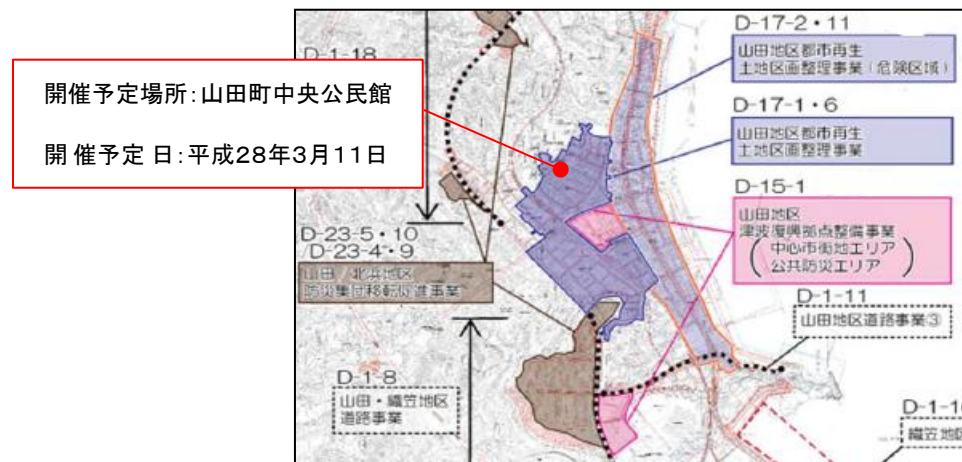 開催予定場所：山田町中央公民館
開催予定日：平成28年3月11日
D-1-18
D-17-2・11
山田地区都市再生
土地区画整理事業（危険区域）
D-17-1・6
山田地区都市再生
土地区画整理事業
D-15-1
山田地区
津波復興拠点整備事業
（中心市街地エリア
公共防災エリア）
D-23-5・10
D-23-4・9
山田／北浜地区
防災集団移転促進事業
D-1-11
山田地区道路事業③
D-1-8
山田・織笠地区
道路事業
D-1-1
織笠地区